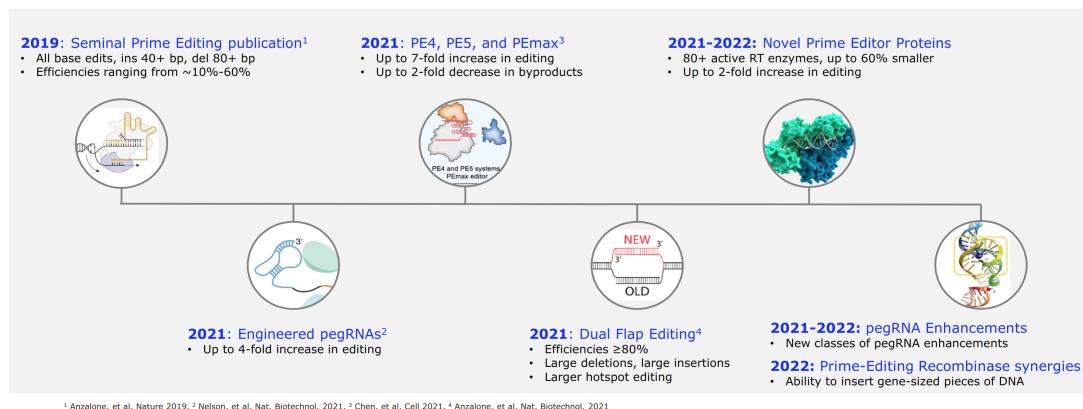 2019: Seminal Prime Editing publication1
• All base edits, ins 40+ bp, del 80+ bp
• Efficiencies ranging from ~10%-60%
2021: PE4, PE5, and PEmax3
• Up to 7-fold increase in editing
• Up to 2-fold decrease in byproducts
2021-2022: Novel Prime Editor Proteins
• 80+ active RT enzymes, up to 60% smaller
• Up to 2-fold increase in editing
PE4 and PE5 systems
PEmax editor
3′
NEW
3′
3′
OLD
2021: Engineered pegRNAs2
• Up to 4-fold increase in editing
2021: Dual Flap Editing4
• Efficiencies ≥80%
• Large deletions, large insertions
• Larger hotspot editing
2021-2022: pegRNA Enhancements
• New classes of pegRNA enhancements
2022: Prime-Editing Recombinase synergies
• Ability to insert gene-sized pieces of DNA
1 Anzalone, et al. Nature 2019, 2 Nelson, et al. Nat. Biotechnol. 2021, 3 Chen, et al. Cell 2021, 4 Anzalone, et al. Nat. Biotechnol. 2021